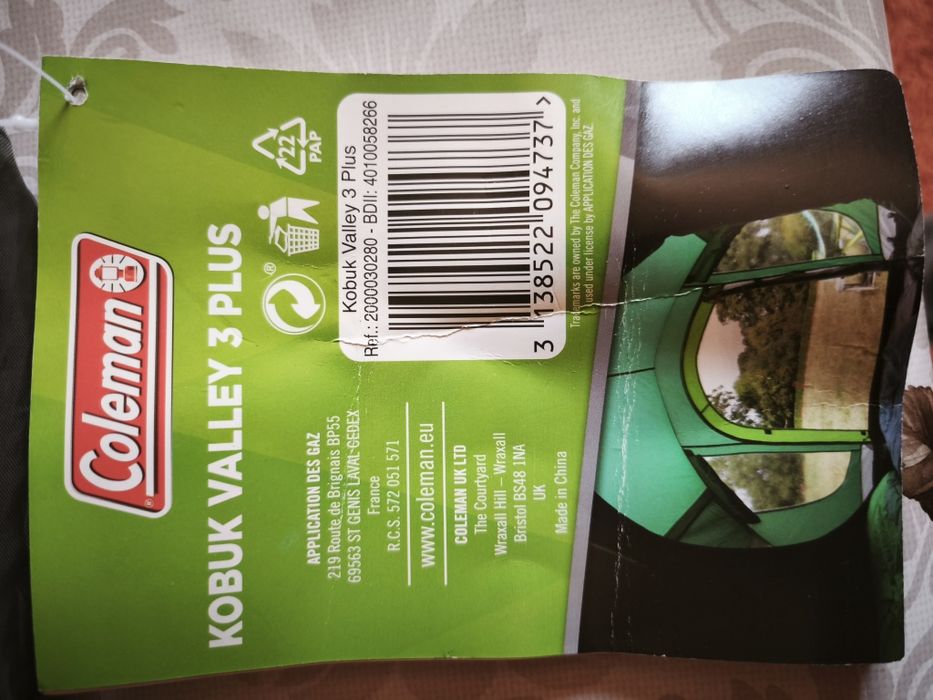 Coleman
®
KOBUK VALLEY 3 PLUS
APPLICATION DES GAZ
219 Route de Brignais BP55
69563 ST GENIS LAVAL CEDEX
France
R.C.S. 572 051 571
www.coleman.eu
COLEMAN UK LTD
The Courtyard
Wraxall Hill – Wraxall
Bristol BS48 1NA
UK
Made in China
®
22
PAP
Kobuk Valley 3 Plus
Ref.: 2000030280 - BDII: 4010058266
3 138522 094737 >
Trademarks are owned by The Coleman Company, Inc. and
used under license by APPLICATION DES GAZ.